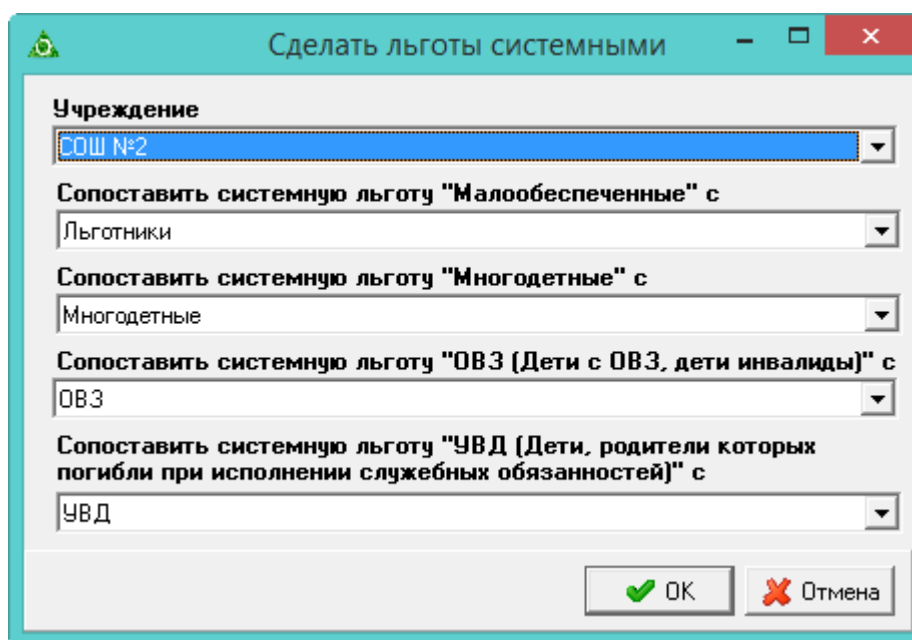 Сделать льготы системными
Учреждение
СОШ №2
Сопоставить системную льготу "Малообеспеченные" с
Льготники
Сопоставить системную льготу "Многодетные" с
Многодетные
Сопоставить системную льготу "ОВЗ (Дети с ОВЗ, дети инвалиды)" с
ОВЗ
Сопоставить системную льготу "УВД (Дети, родители которых
погибли при исполнении служебных обязанностей)" с
УВД
OK
Отмена